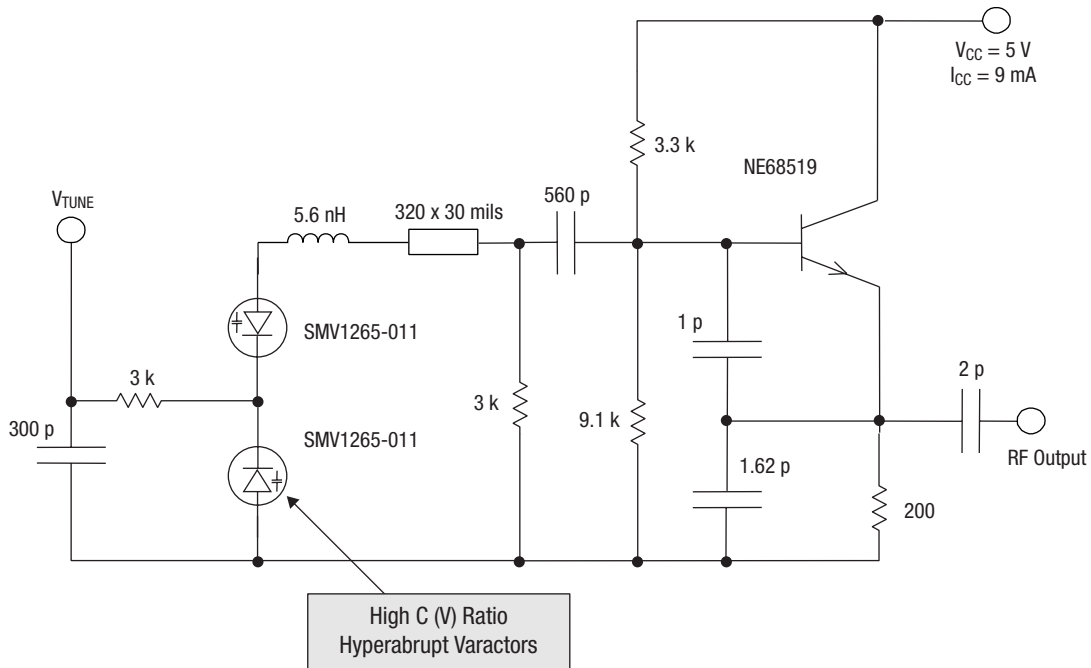 VCC = 5 V
ICC = 9 mA
3.3 k
NE68519
VTUNE
560 p
5.6 nH
320 x 30 mils
SMV1265-011
1 p
3 k
2 p
3 k
9.1 k
300 p
SMV1265-011
1.62 p
RF Output
200
High C (V) Ratio
Hyperabrupt Varactors